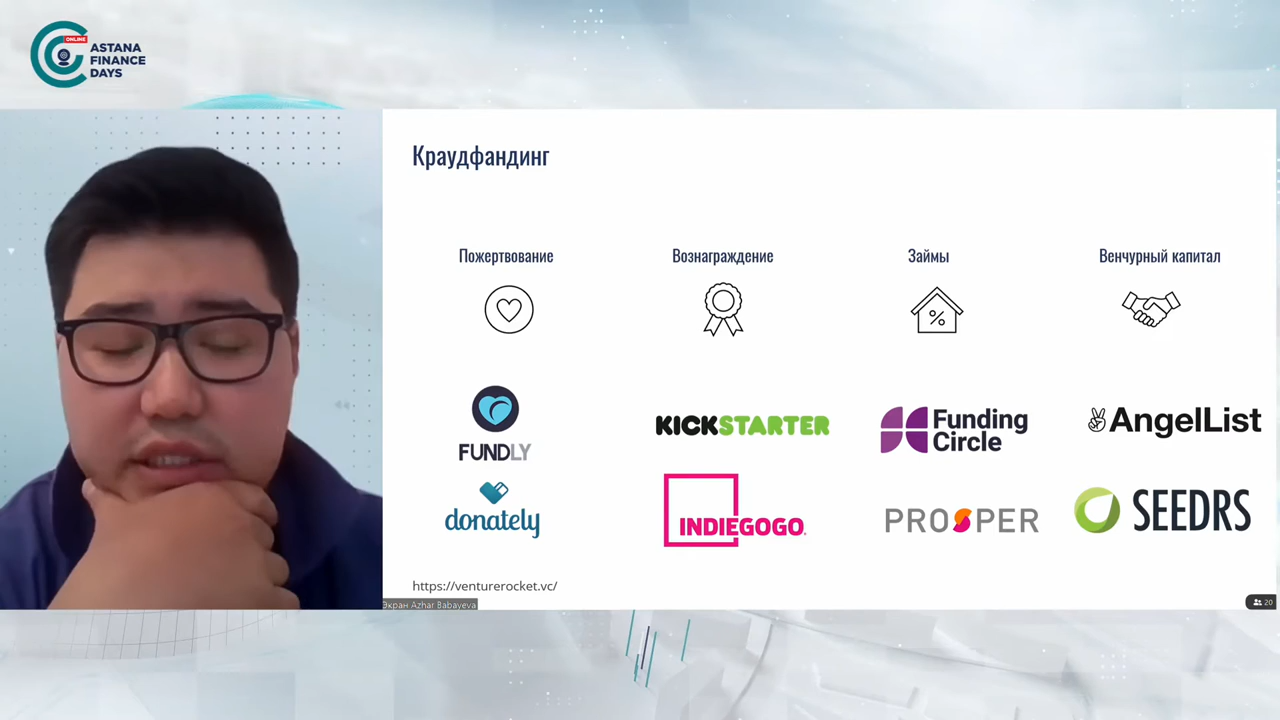 ONLINE
ASTANA
FINANCE
DAYS
Краудфандинг
Пожертвование
Вознаграждение
Займы
Венчурный капитал
FUNDLY
KICKSTARTER
Funding
Circle
AngelList
donately
INDIEGOGO
PROSPER
SEEDRS
https://venturerocket.vc/
Экран Azhar Babayeva
20